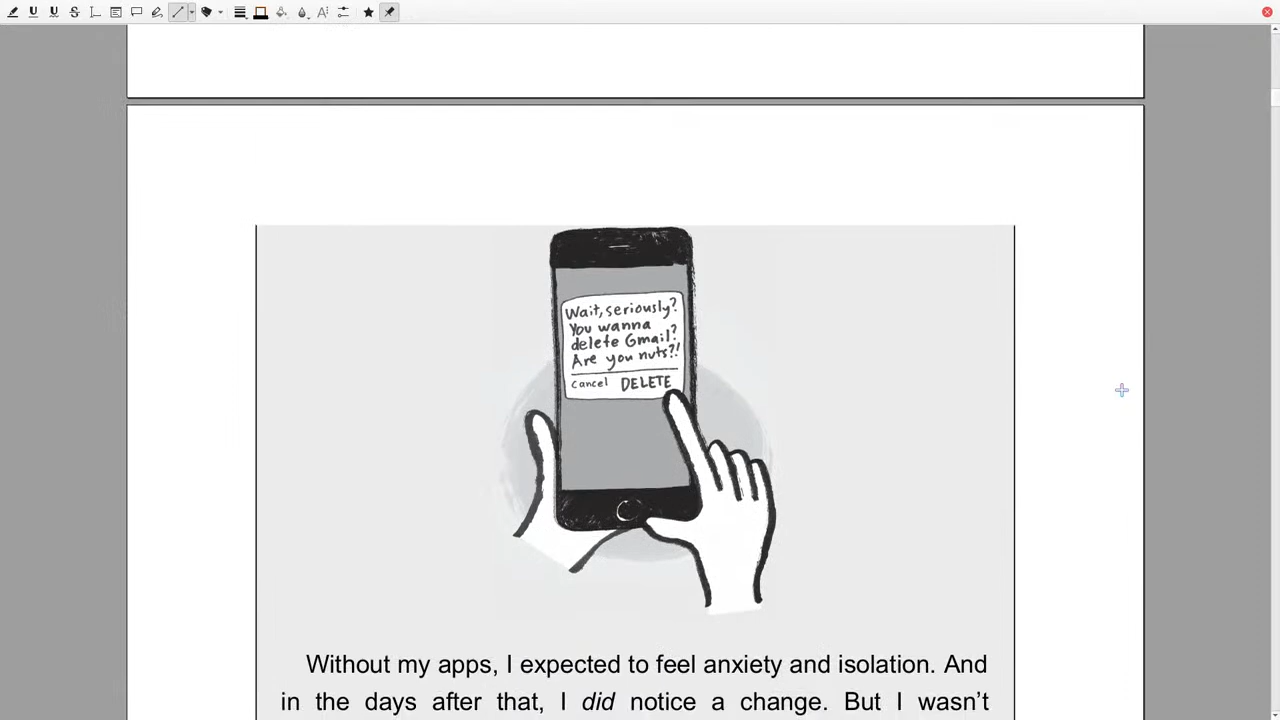 Wait, seriously?
You wanna
delete Gmail?
Are you nuts?!
cancel DELETE
Without my apps, I expected to feel anxiety and isolation. And
in the days after that, I did notice a change. But I wasn’t